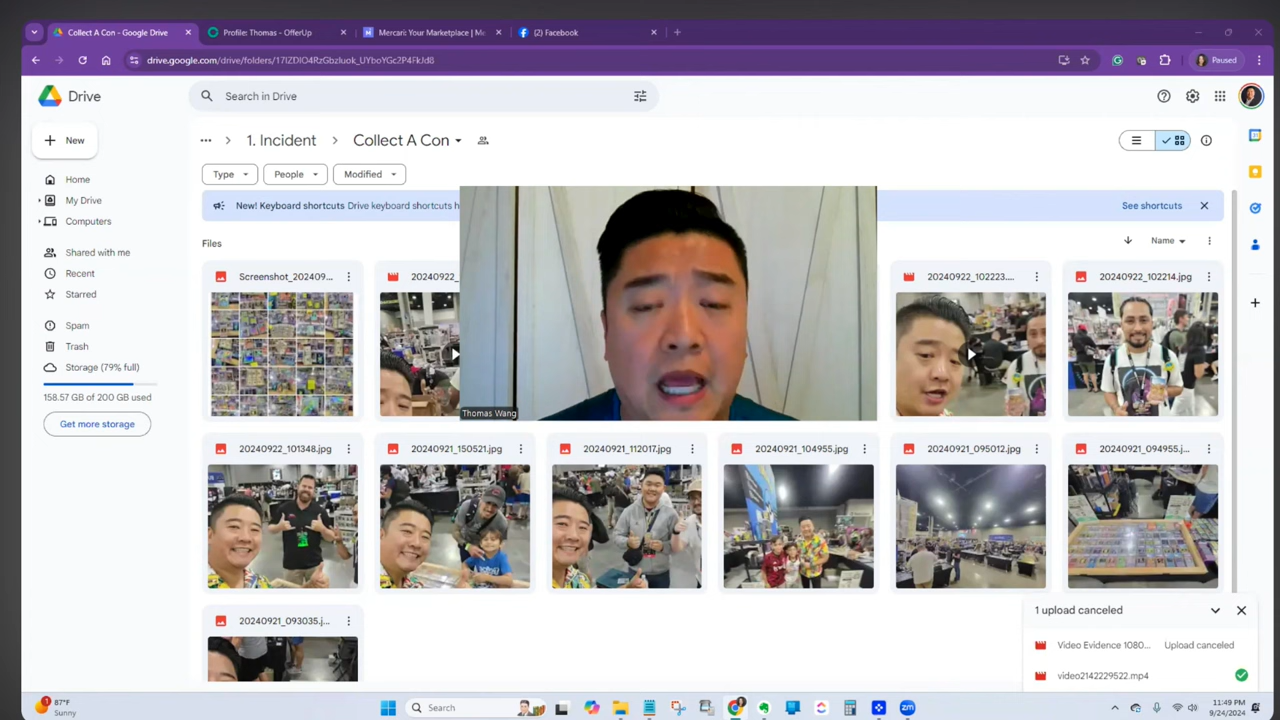 Collect A Con - Google Drive
Profile: Thomas - OfferUp
Mercari: Your Marketplace | Me
(2) Facebook
drive.google.com/drive/folders/
Paused
Drive
Search in Drive
New
1. Incident
Collect A Con
Type
People
Modified
Home
My Drive
Computers
Shared with me
Recent
Starred
Spam
Trash
Storage (79% full)
158.57 GB of 200 GB used
Get more storage
New! Keyboard shortcuts Drive keyboard shortcuts h
See shortcuts
Files
Name
Screenshot_202409...
20240922_
20240922_102223....
20240922_102214.jpg
Thomas Wang
20240922_101348.jpg
20240921_150521.jpg
20240921_112017.jpg
20240921_104955.jpg
20240921_095012.jpg
20240921_094955.j...
20240921_093035.j...
1 upload canceled
Video Evidence 1080...
Upload canceled
video2142229522.mp4
87°F
Sunny
Search
zm
11:49 PM
9/24/2024